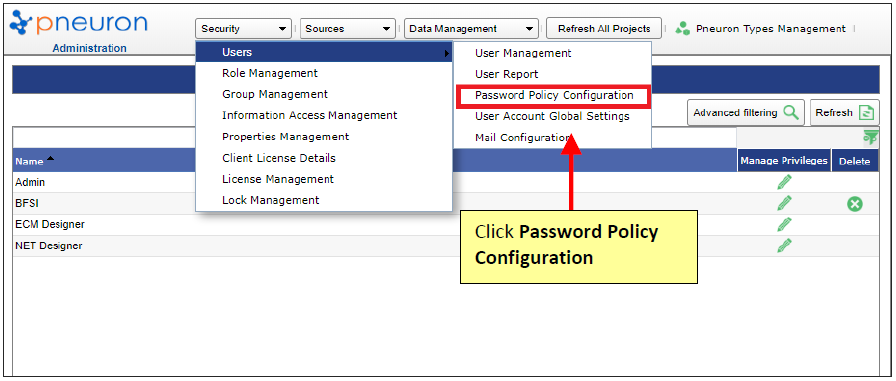 pneuron
Administration
Security
Sources
Data Management
Refresh All Projects
Pneuron Types Management
Users
Role Management
Group Management
Information Access Management
Properties Management
Client License Details
License Management
Lock Management
User Management
User Report
Password Policy Configuration
User Account Global Settings
Mail Configuration
Advanced filtering
Refresh
Name
Manage Privileges
Delete
Admin
BFSI
ECM Designer
NET Designer
Click Password Policy
Configuration